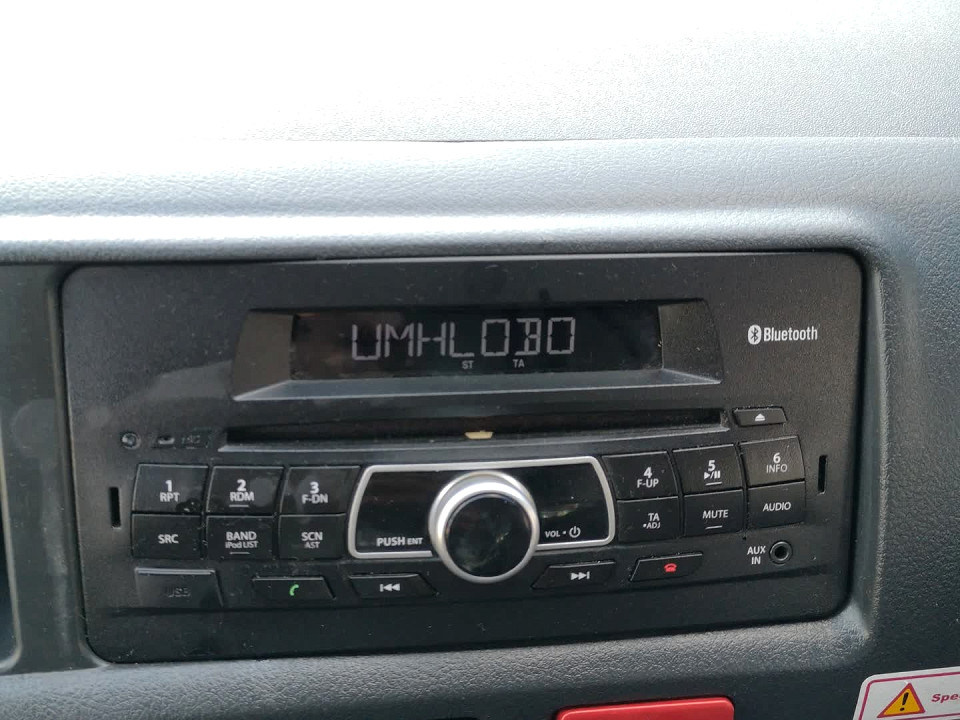 UMHLOBO
ST TA
Bluetooth
1
RPT
2
RDM
3
F-DN
4
F-UP
5
6
INFO
SRC
BAND
iPod LIST
SCN
AST
PUSH ENT
VOL •
TA
•ADJ
MUTE
AUDIO
AUX
IN
USB
Spe